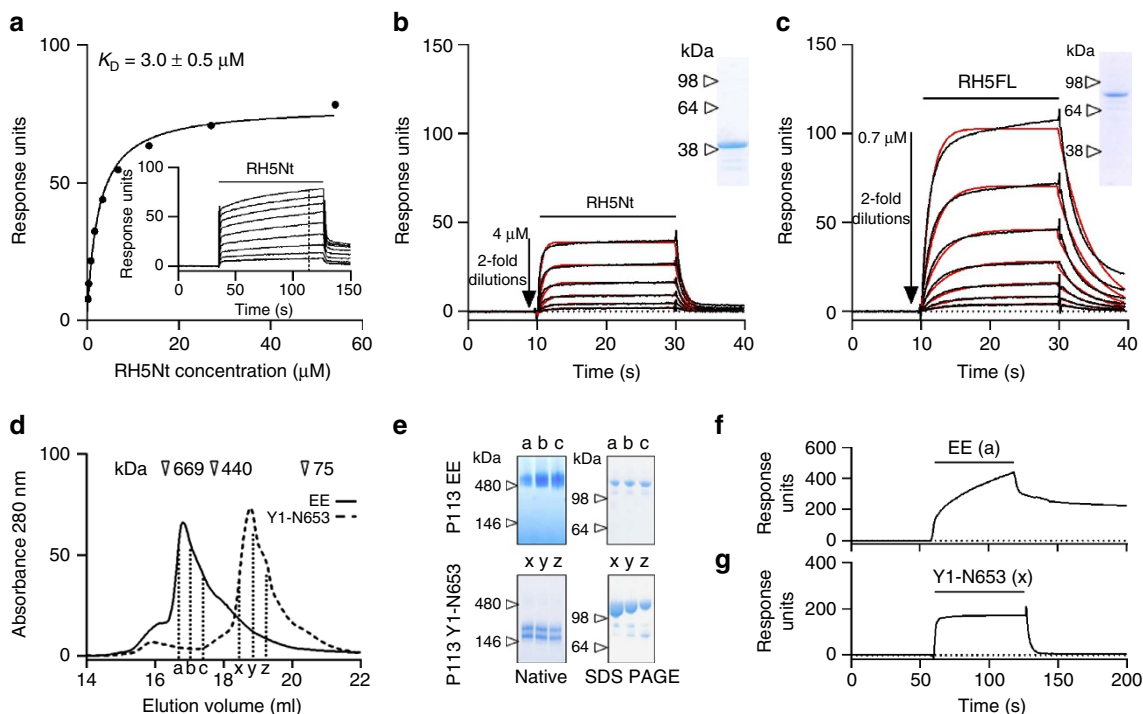 a
100
K_D = 3.0 ± 0.5 μM
Response units
50
0
0 20 40 60
RH5Nt concentration (μM)
RH5Nt
100
50
0
Response units
0 50 100 150
Time (s)
b
150
kDa
98
64
38
100
Response units
50
0
RH5Nt
4 μM
2-fold
dilutions
0 10 20 30 40
Time (s)
c
150
kDa
98
64
38
RH5FL
0.7 μM
2-fold
dilutions
100
Response units
50
0
0 10 20 30 40
Time (s)
d
100
kDa 669 440 75
EE
Y1-N653
Absorbance 280 nm
50
0
a b c x y z
14 16 18 20 22
Elution volume (ml)
e
a b c a b c
kDa kDa
P113 EE
480
146
98
64
x y z x y z
P113 Y1-N653
480
146
98
64
Native SDS PAGE
f
600
400
200
0
Response
units
EE (a)
0 50 100 150 200
g
400
200
0
Response
units
Y1-N653 (x)
0 50 100 150 200
Time (s)